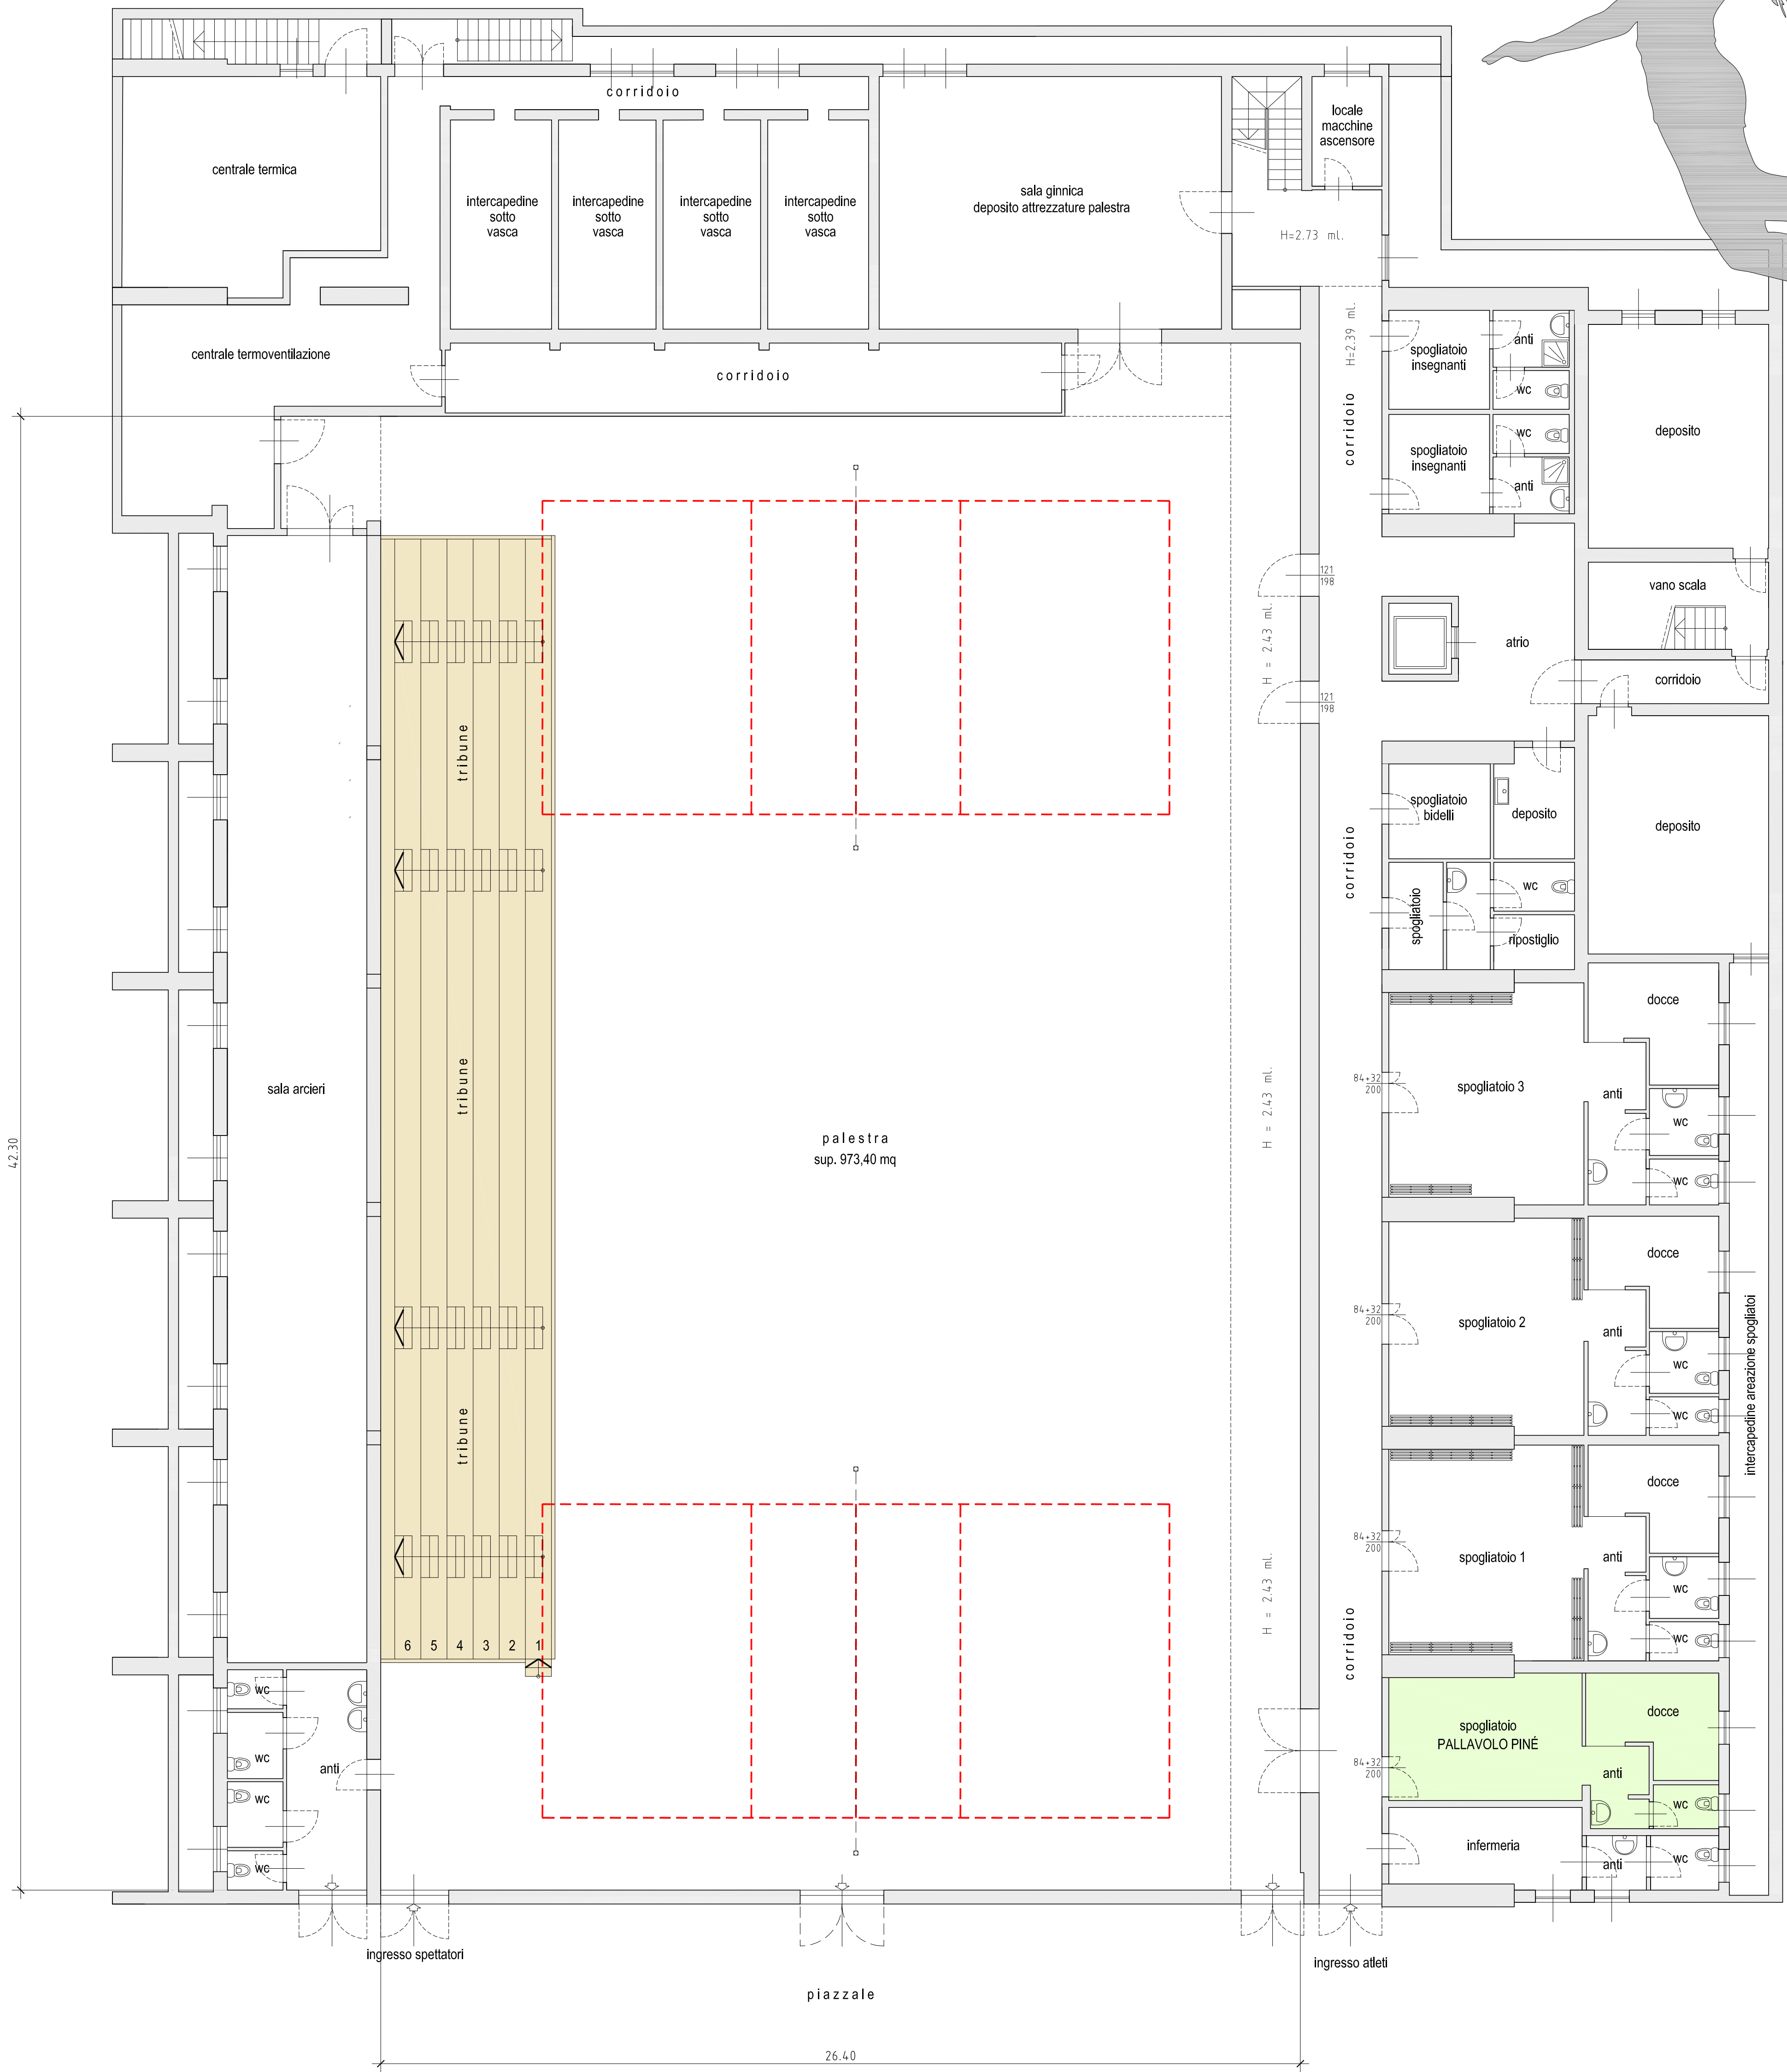 corridoio
locale
macchine
ascensore
centrale termica
intercapedine
sotto
vasca
intercapedine
sotto
vasca
intercapedine
sotto
vasca
intercapedine
sotto
vasca
sala ginnica
deposito attrezzature palestra
H=2.73 ml.
centrale termoventilazione
corridoio
H=2.39 ml.
corridoio
spogliatoio
insegnanti
anti
wc
spogliatoio
insegnanti
wc
anti
deposito
121
198
H = 2.43 ml.
121
198
vano scala
atrio
corridoio
tribune
spogliatoio
bidelli
deposito
deposito
corridoio
spogliatoio
wc
ripostiglio
docce
sala arcieri
tribune
palestra
sup. 973,40 mq
H = 2.43 ml.
84+32
200
spogliatoio 3
anti
wc
wc
42.30
docce
84+32
200
spogliatoio 2
anti
wc
wc
intercapedine areazione spogliatoi
tribune
docce
84+32
200
spogliatoio 1
anti
wc
wc
H = 2.43 ml.
corridoio
6 5 4 3 2 1
wc
wc
wc
wc
anti
spogliatoio
PALLAVOLO PINÉ
docce
84+32
200
anti
wc
infermeria
anti
wc
ingresso spettatori
ingresso atleti
piazzale
26.40